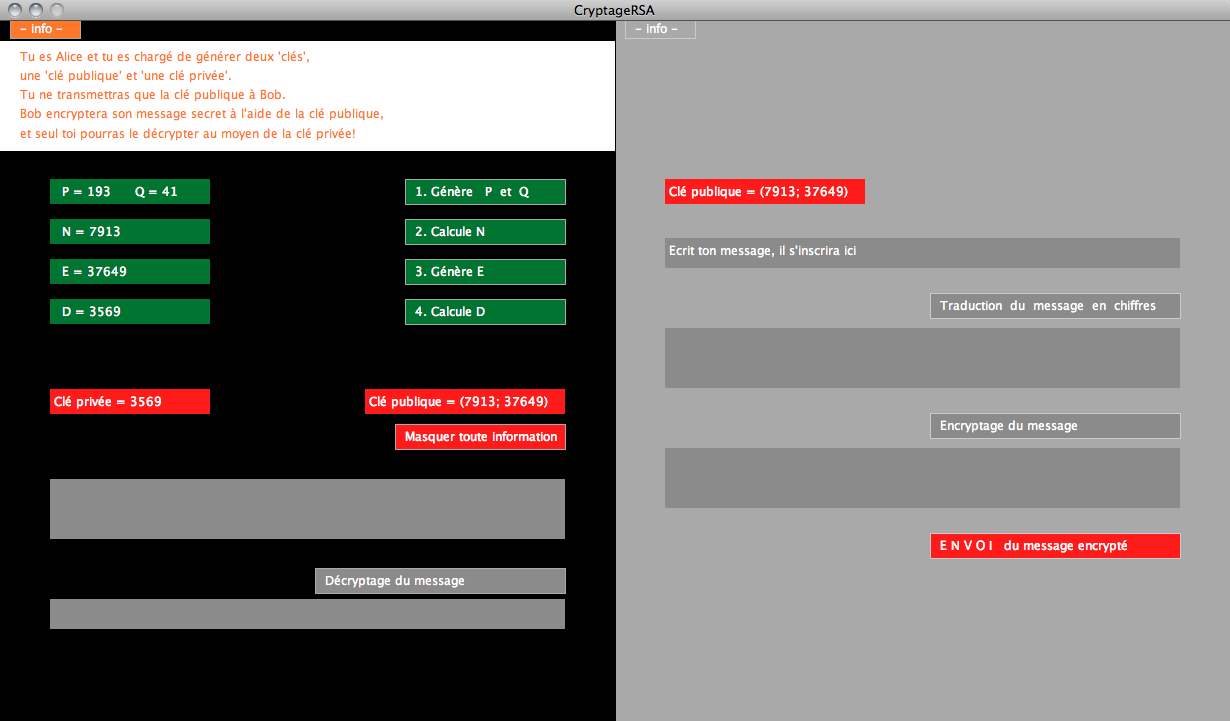 CryptageRSA
- info -
Tu es Alice et tu es chargé de générer deux 'clés',
une 'clé publique' et 'une clé privée'.
Tu ne transmettras que la clé publique à Bob.
Bob encryptera son message secret à l'aide de la clé publique,
et seul toi pourras le décrypter au moyen de la clé privée!
P = 193 Q = 41
1. Génère P et Q
N = 7913
2. Calcule N
E = 37649
3. Génère E
D = 3569
4. Calcule D
Clé privée = 3569
Clé publique = (7913; 37649)
Masquer toute information
Décryptage du message
- info -
Clé publique = (7913; 37649)
Ecrit ton message, il s'inscrira ici
Traduction du message en chiffres
Encryptage du message
E N V O I du message encrypté